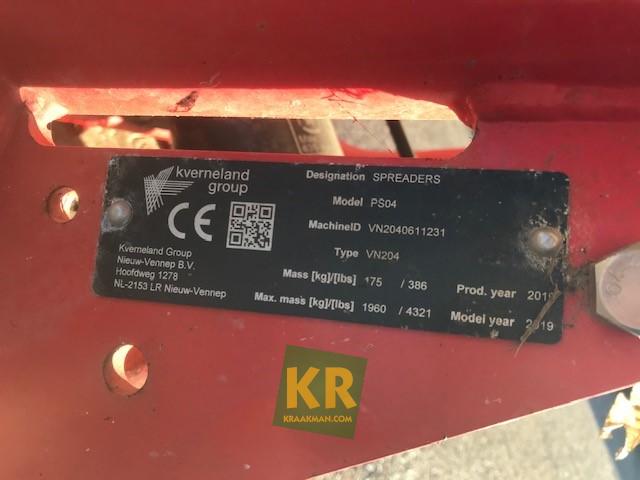 kverneland
group
CE
Kverneland Group
Nieuw-Vennep B.V.
Hoofdweg 1278
NL-2153 LR Nieuw-Vennep
Designation SPREADERS
Model PS04
MachineID VN2040611231
Type VN204
Mass [kg]/[lbs] 175 / 386
Max. mass [kg]/[lbs] 1960 / 4321
Prod. year 2019
Model year 2019
KR
KRAAKMAN.COM